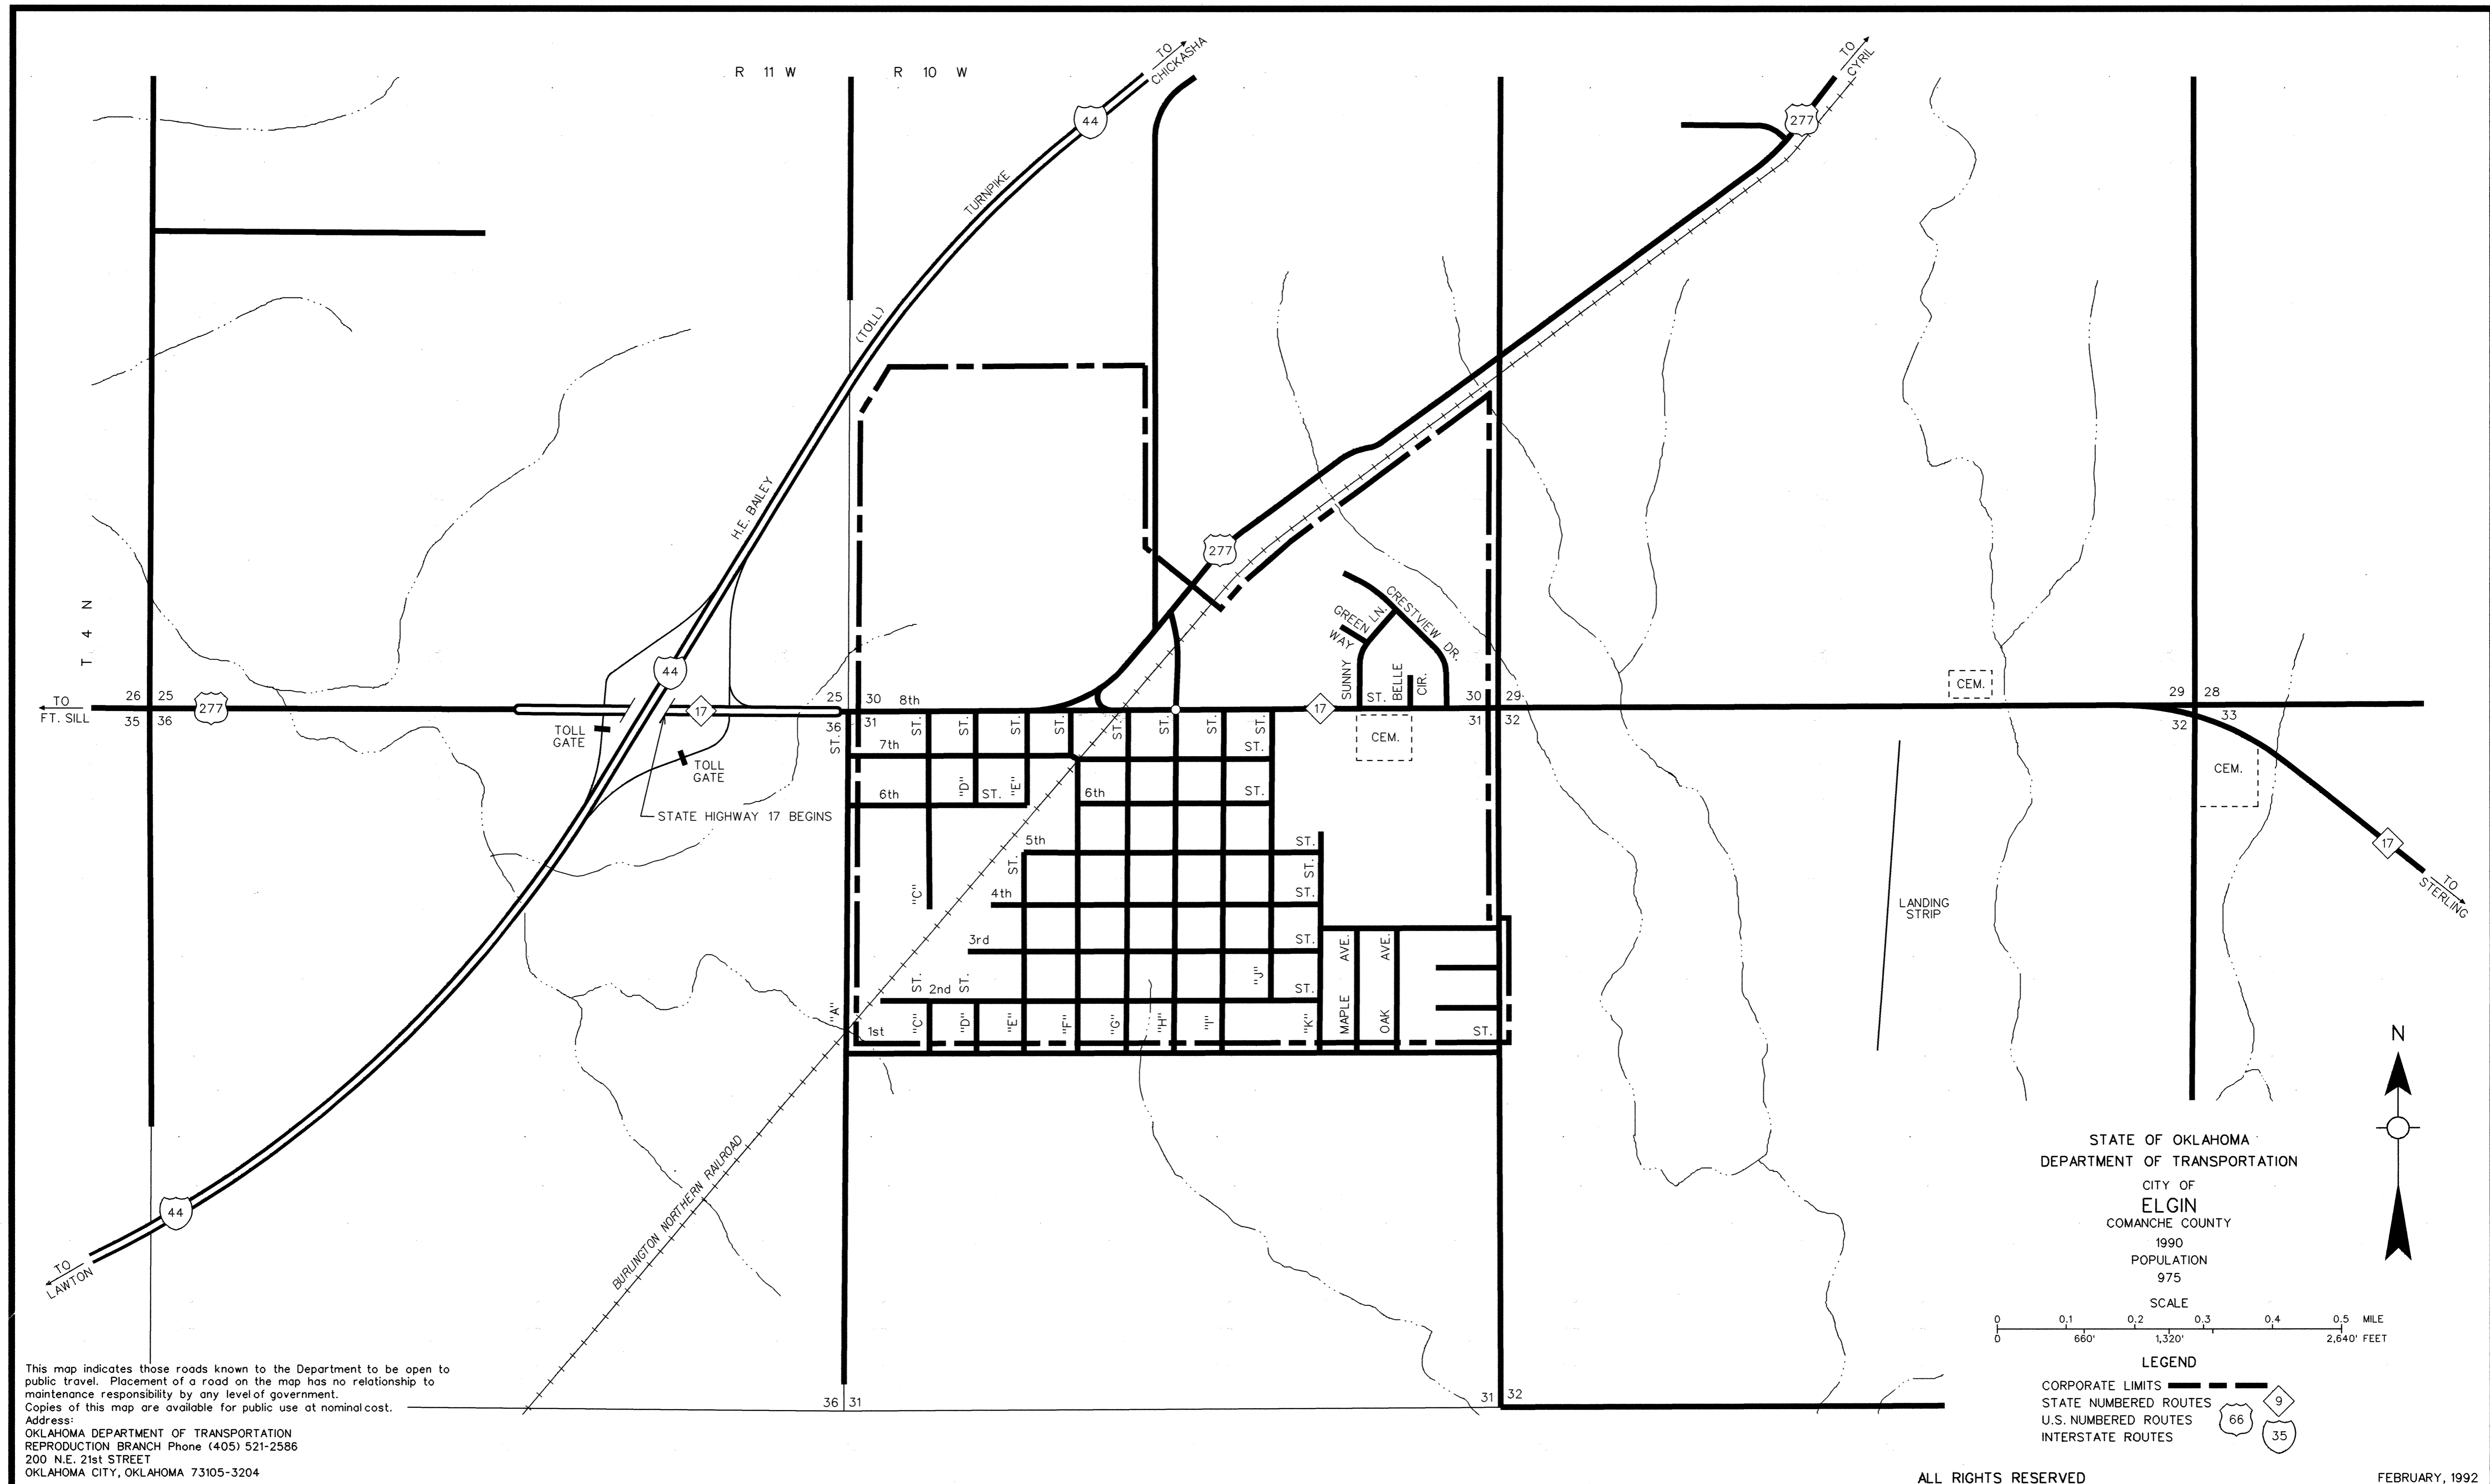 R 11 W
R 10 W
TO
CHICKASHA
44
TO
CYRIL
277
TURNPIKE
(TOLL)
H.E. BAILEY
277
T 4 N
44
TO
FT. SILL
26 25
35 36
277
TOLL
GATE
17
TOLL
GATE
STATE HIGHWAY 17 BEGINS
25 30
36 31
8th
ST.
17
GREEN
WAY
SUNNY
LN.
CRESTVIEW DR.
BELLE
CIR.
30 29
31 32
CEM.
CEM.
29 28
32 33
CEM.
17
TO
STERLING
LANDING
STRIP
ST.
ST.
ST.
ST.
ST.
ST.
ST.
ST.
ST.
7th
ST.
"D"
"E"
6th
ST.
6th
ST.
5th
ST.
ST.
ST.
"C"
4th
ST.
3rd
ST.
ST.
ST.
2nd
ST.
"J"
MAPLE AVE.
OAK AVE.
"A"
1st
"C"
"D"
"E"
"F"
"G"
"H"
"I"
"K"
ST.
BURLINGTON NORTHERN RAILROAD
44
TO
LAWTON
36 31
31 32
N
STATE OF OKLAHOMA
DEPARTMENT OF TRANSPORTATION
CITY OF
ELGIN
COMANCHE COUNTY
1990
POPULATION
975
SCALE
0 0.1 0.2 0.3 0.4 0.5 MILE
0 660' 1,320' 2,640' FEET
LEGEND
CORPORATE LIMITS
STATE NUMBERED ROUTES 9
U.S. NUMBERED ROUTES 66
INTERSTATE ROUTES 35
This map indicates those roads known to the Department to be open to
public travel. Placement of a road on the map has no relationship to
maintenance responsibility by any level of government.
Copies of this map are available for public use at nominal cost.
Address:
OKLAHOMA DEPARTMENT OF TRANSPORTATION
REPRODUCTION BRANCH Phone (405) 521-2586
200 N.E. 21st STREET
OKLAHOMA CITY, OKLAHOMA 73105-3204
ALL RIGHTS RESERVED
FEBRUARY, 1992